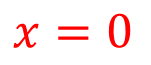 x = 0